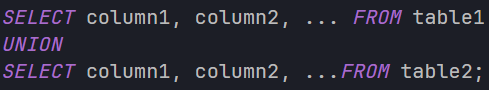 SELECT column1, column2, ... FROM table1
UNION
SELECT column1, column2, ...FROM table2;